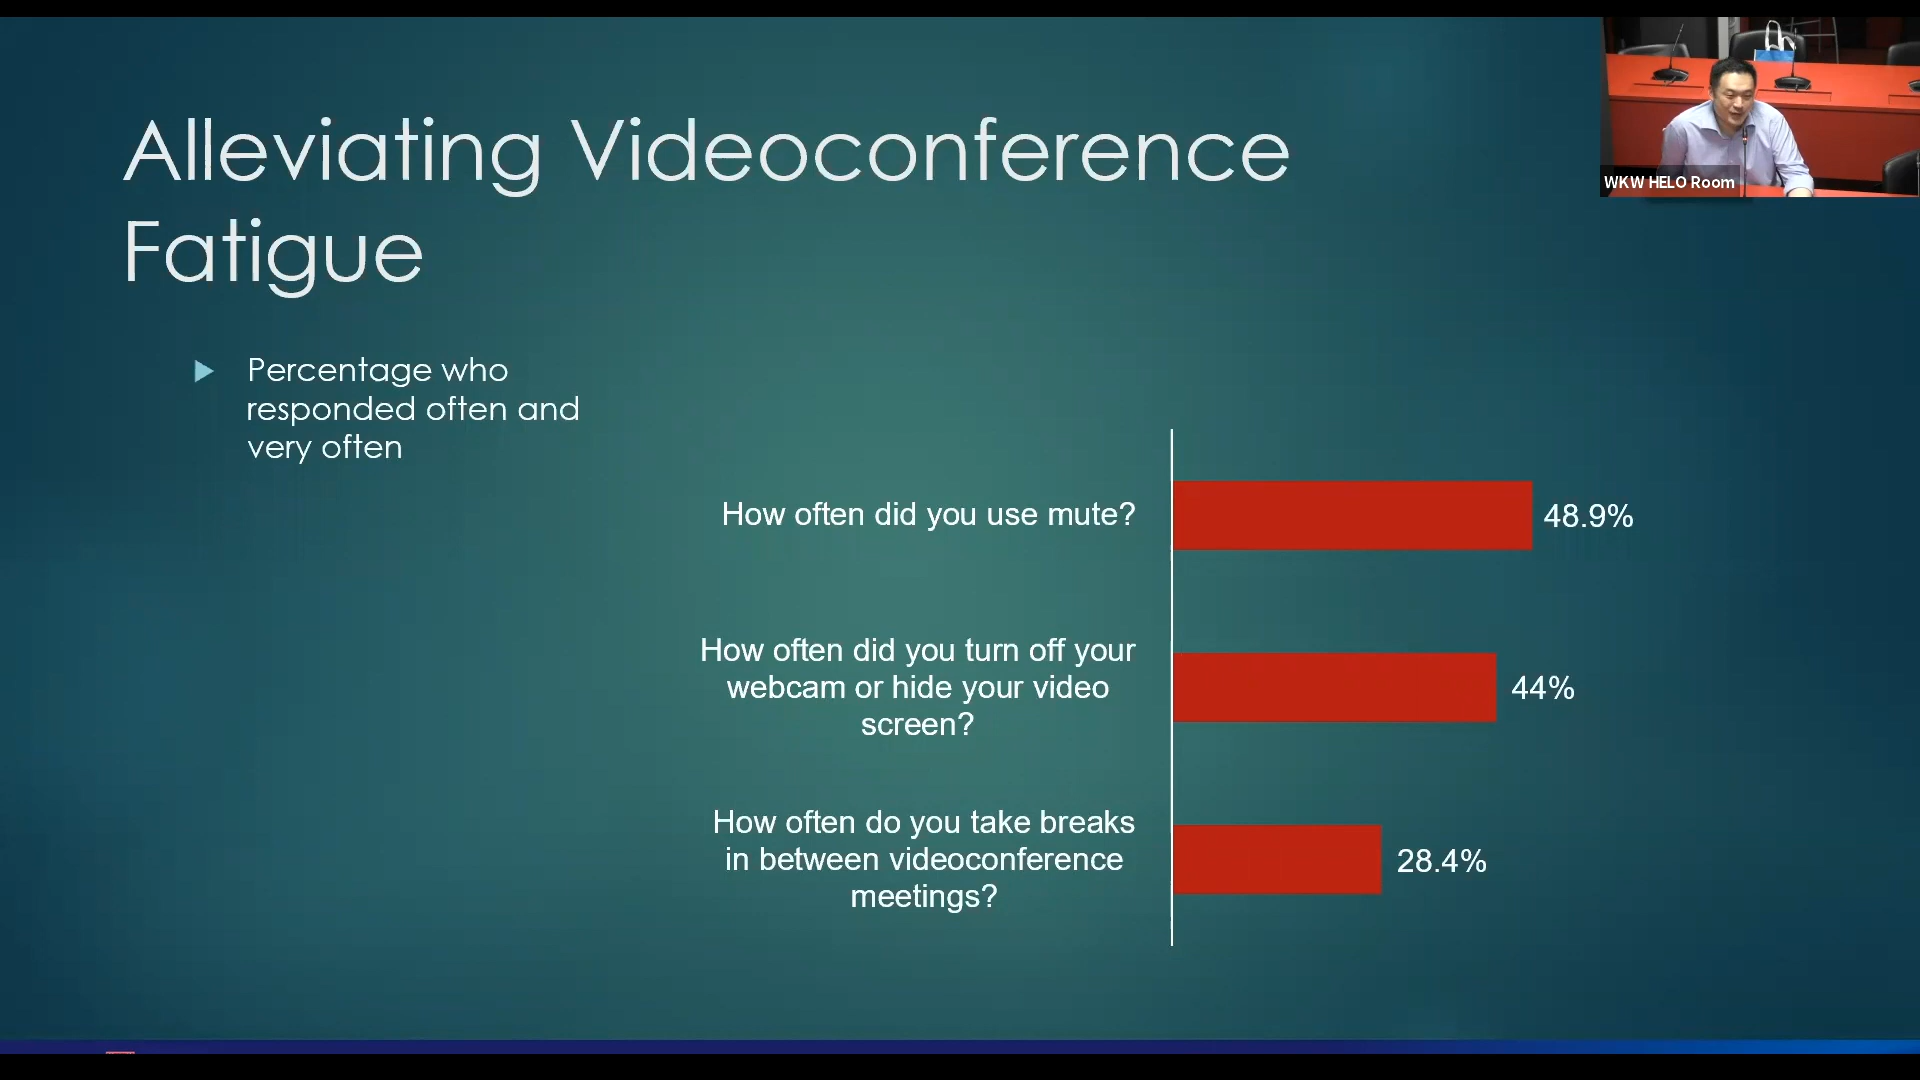 Alleviating Videoconference
Fatigue
Percentage who
responded often and
very often
How often did you use mute?
48.9%
How often did you turn off your
webcam or hide your video
screen?
44%
How often do you take breaks
in between videoconference
meetings?
28.4%
WKW HELO Room